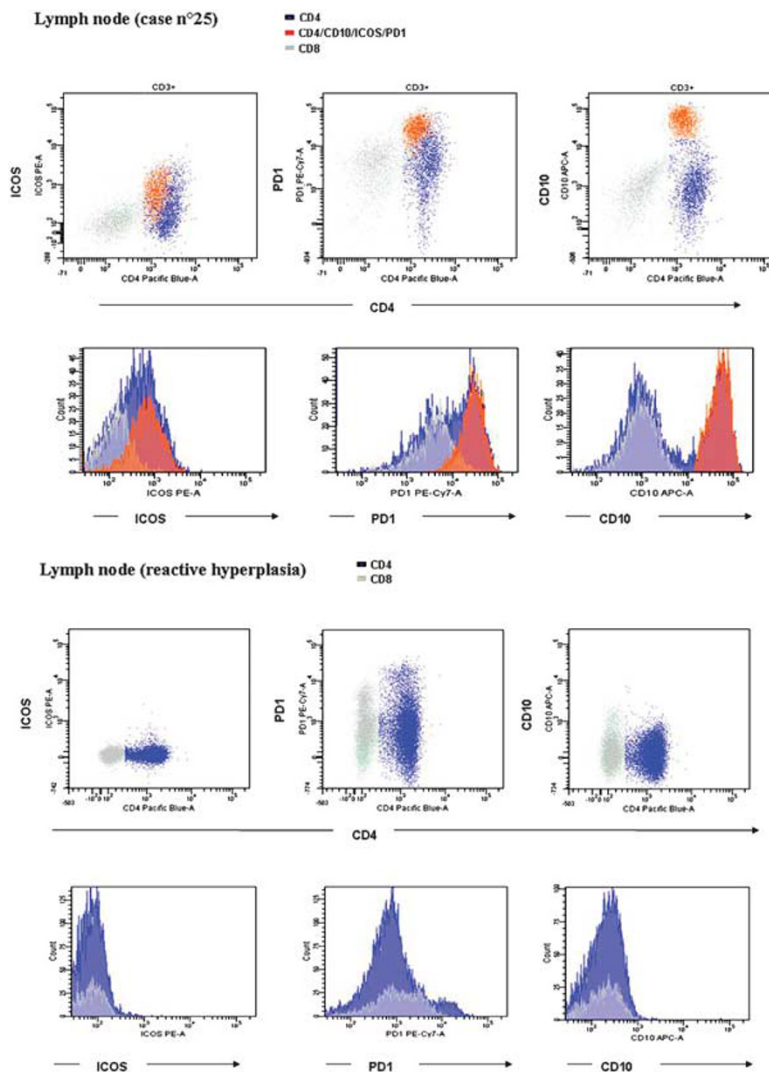 Lymph node (case n°25)
CD4
CD4/CD10/ICOS/PD1
CD8
CD3+
CD3+
CD3+
ICOS
ICOS PE-A
CD4 Pacific Blue-A
PD1
PD1 PE-Cy7-A
CD4 Pacific Blue-A
CD10
CD10 APC-A
CD4 Pacific Blue-A
CD4
Count
ICOS PE-A
Count
PD1 PE-Cy7-A
Count
CD10 APC-A
ICOS
PD1
CD10
Lymph node (reactive hyperplasia)
CD4
CD8
ICOS
ICOS PE-A
CD4 Pacific Blue-A
PD1
PD1 PE-Cy7-A
CD4 Pacific Blue-A
CD10
CD10 APC-A
CD4 Pacific Blue-A
CD4
Count
ICOS PE-A
Count
PD1 PE-Cy7-A
Count
CD10 APC-A
ICOS
PD1
CD10